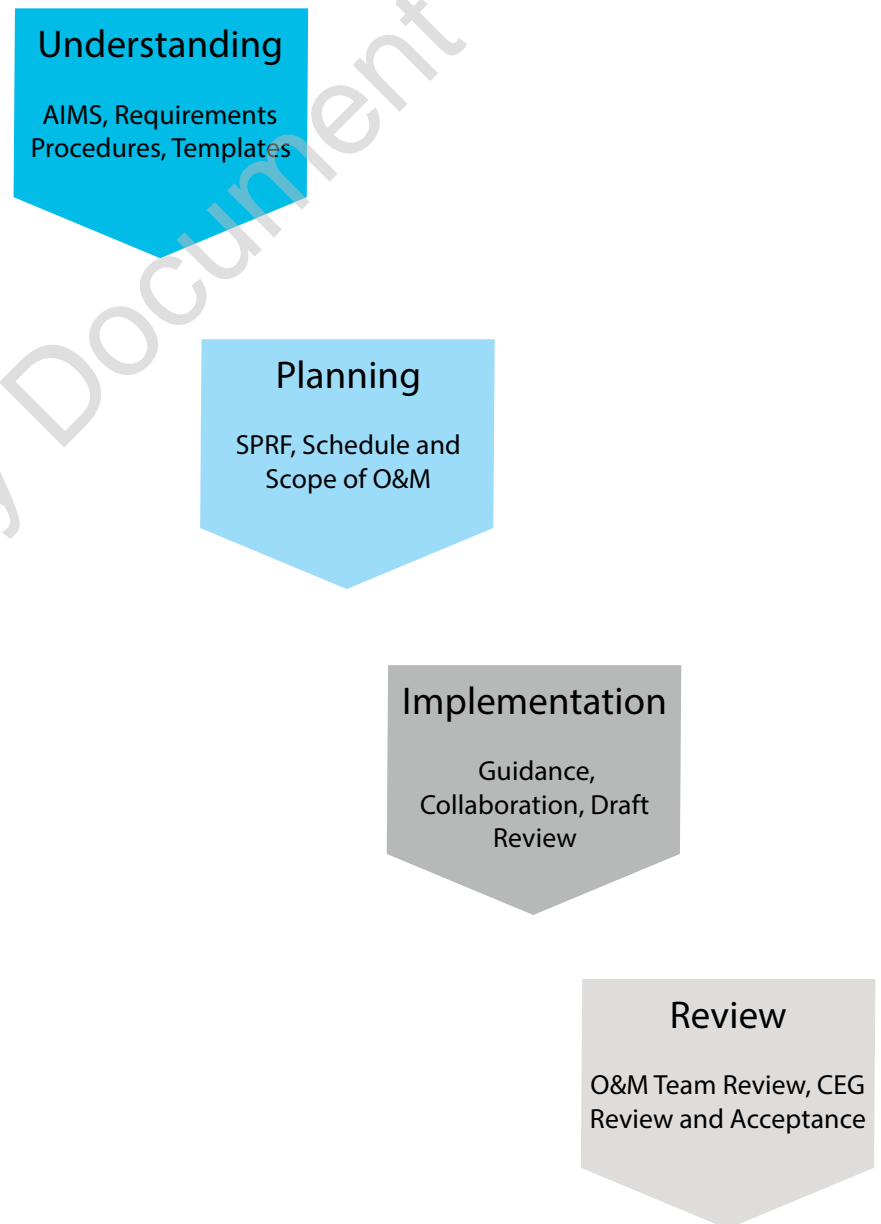 Understanding
AIMS, Requirements
Procedures, Templates
Planning
SPRF, Schedule and
Scope of O&M
Implementation
Guidance,
Collaboration, Draft
Review
Review
O&M Team Review, CEG
Review and Acceptance
Document